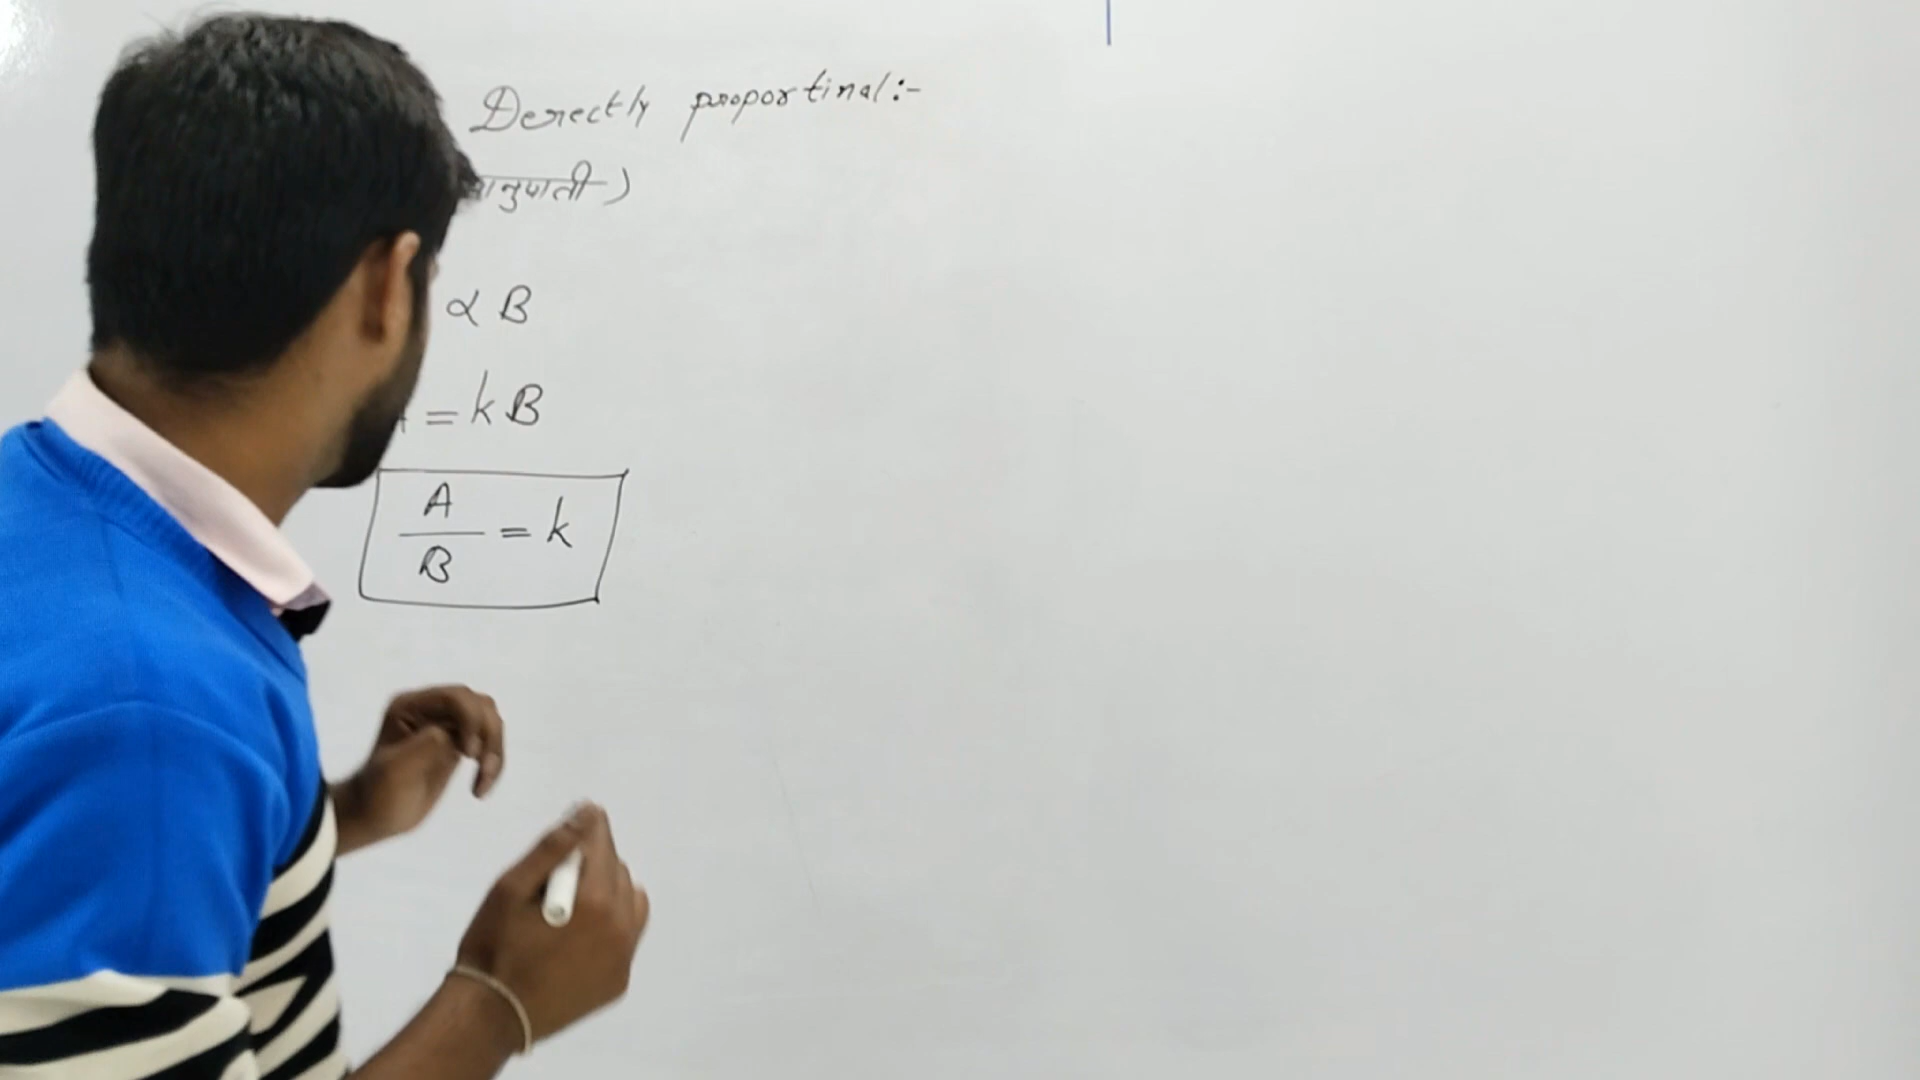 Derectly proportinal:-
ानुपाती)
α B
= kB
A
B = k